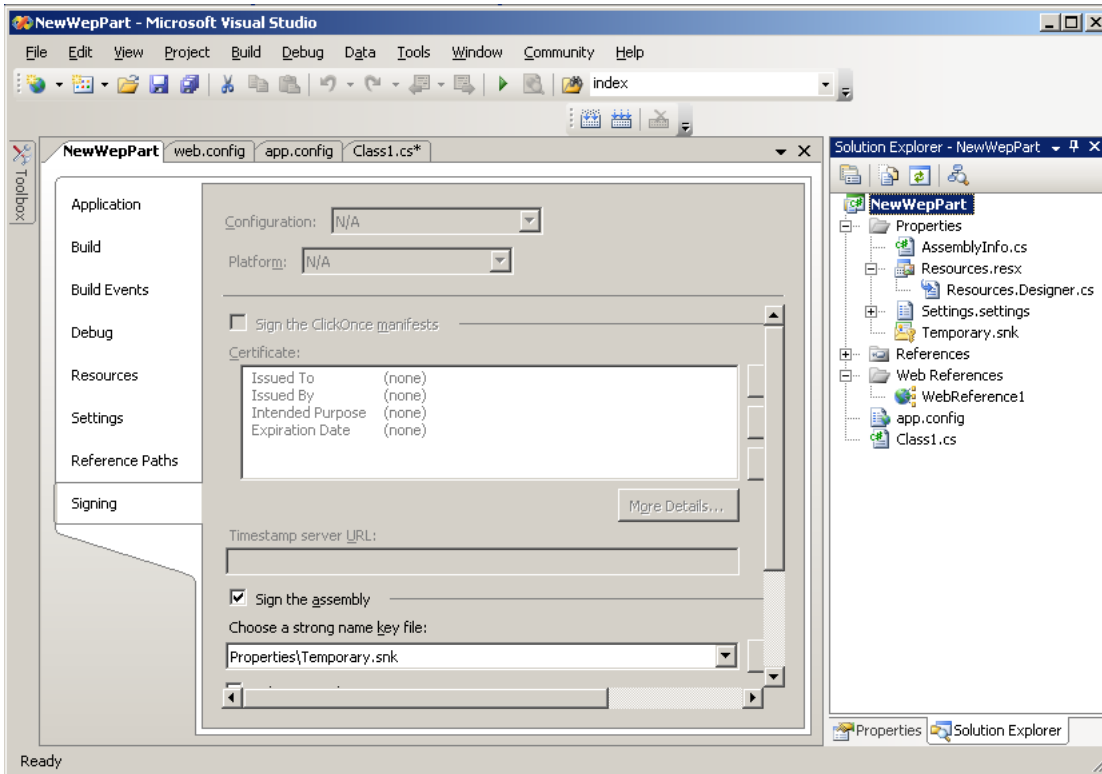 NewWepPart - Microsoft Visual Studio
File Edit View Project Build Debug Data Tools Window Community Help
index
Toolbox
NewWepPart web.config app.config Class1.cs*
Application
Build
Build Events
Debug
Resources
Settings
Reference Paths
Signing
Configuration: N/A
Platform: N/A
Sign the ClickOnce manifests
Certificate:
Issued To (none)
Issued By (none)
Intended Purpose (none)
Expiration Date (none)
More Details...
Timestamp server URL:
Sign the assembly
Choose a strong name key file:
Properties\Temporary.snk
Solution Explorer - NewWepPart
NewWepPart
Properties
AssemblyInfo.cs
Resources.resx
Resources.Designer.cs
Settings.settings
Temporary.snk
References
Web References
WebReference1
app.config
Class1.cs
Properties Solution Explorer
Ready